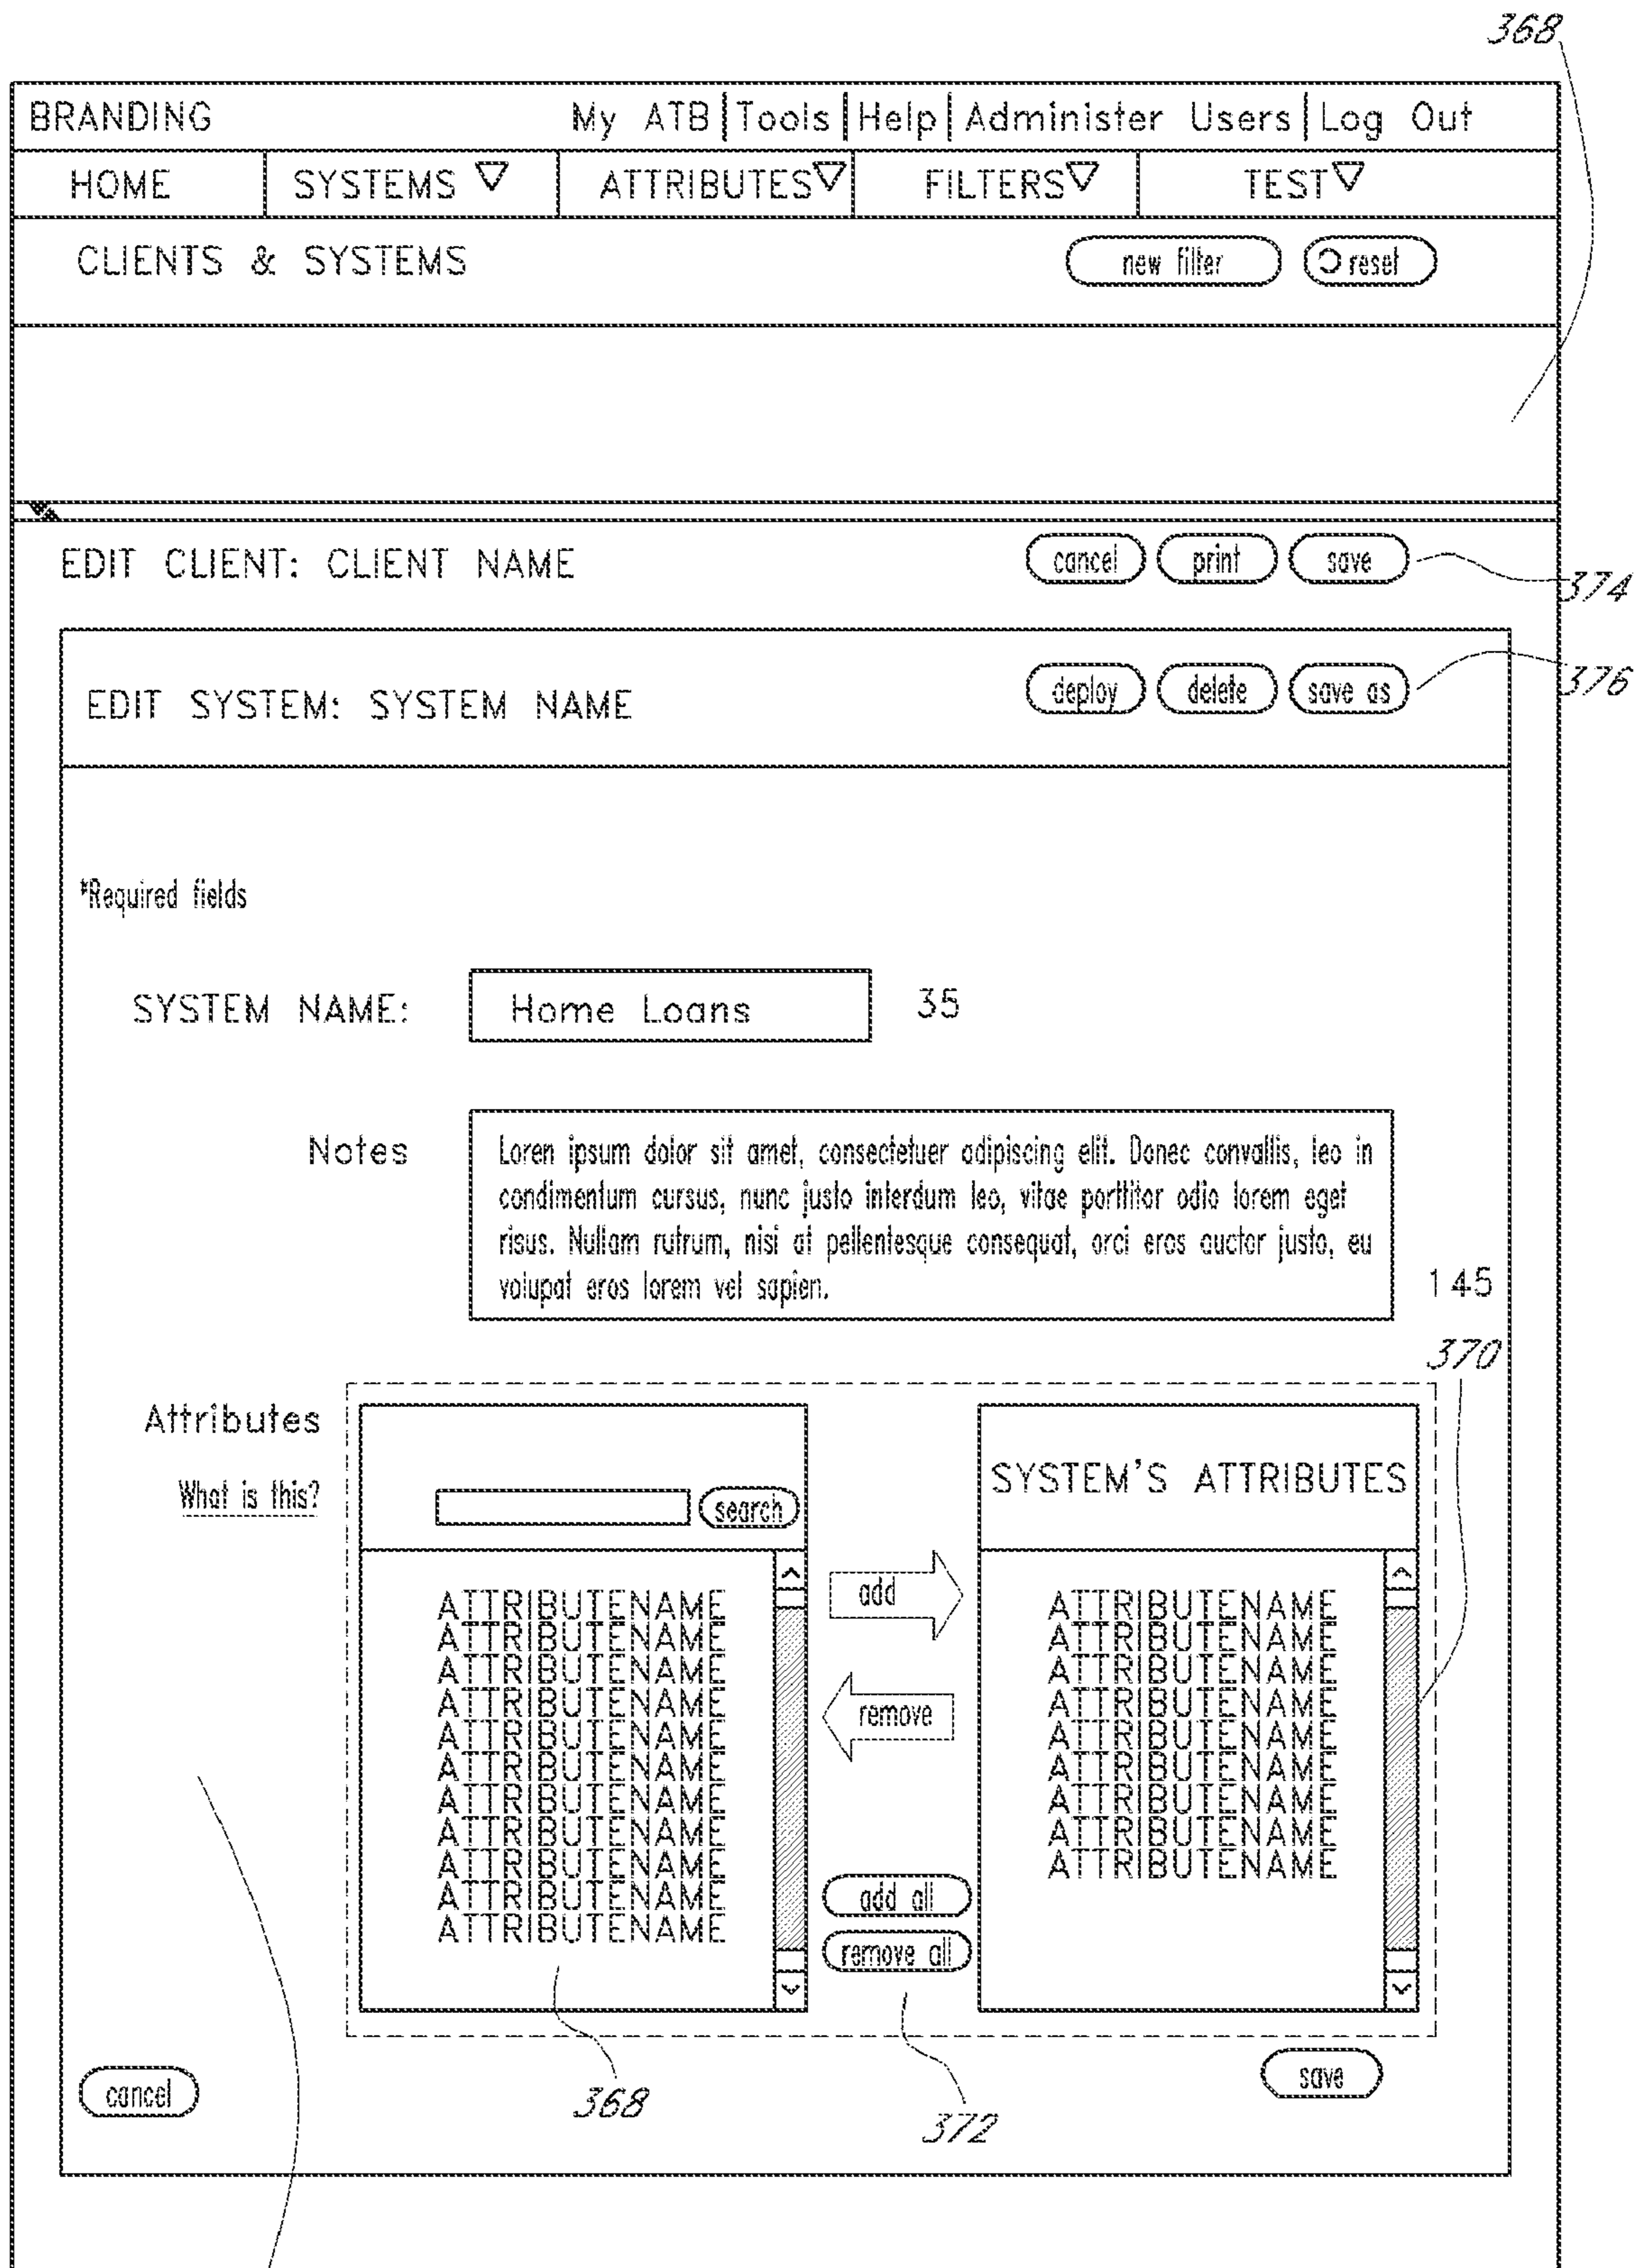 368
BRANDING My ATB | Tools | Help | Administer Users | Log Out
HOME SYSTEMS ATTRIBUTES FILTERS TEST
CLIENTS & SYSTEMS new filter reset
EDIT CLIENT: CLIENT NAME cancel print save
374
EDIT SYSTEM: SYSTEM NAME deploy delete save as
376
*Required fields
SYSTEM NAME: Home Loans 35
Notes
Loren ipsum dolor sit amet, consectetuer adipiscing elit. Donec convallis, leo in
condimentum cursus, nunc justo interdum leo, vitae porttitor odio lorem eget
risus. Nullam rutrum, nisi at pellentesque consequat, orci eros auctor justo, eu
volupat eros lorem vel sapien.
145
370
Attributes
What is this?
search
SYSTEM'S ATTRIBUTES
ATTRIBUTENAME
ATTRIBUTENAME
ATTRIBUTENAME
ATTRIBUTENAME
ATTRIBUTENAME
ATTRIBUTENAME
ATTRIBUTENAME
ATTRIBUTENAME
ATTRIBUTENAME
ATTRIBUTENAME
ATTRIBUTENAME
add
remove
add all
remove all
ATTRIBUTENAME
ATTRIBUTENAME
ATTRIBUTENAME
ATTRIBUTENAME
ATTRIBUTENAME
ATTRIBUTENAME
ATTRIBUTENAME
ATTRIBUTENAME
ATTRIBUTENAME
cancel
368
372
save